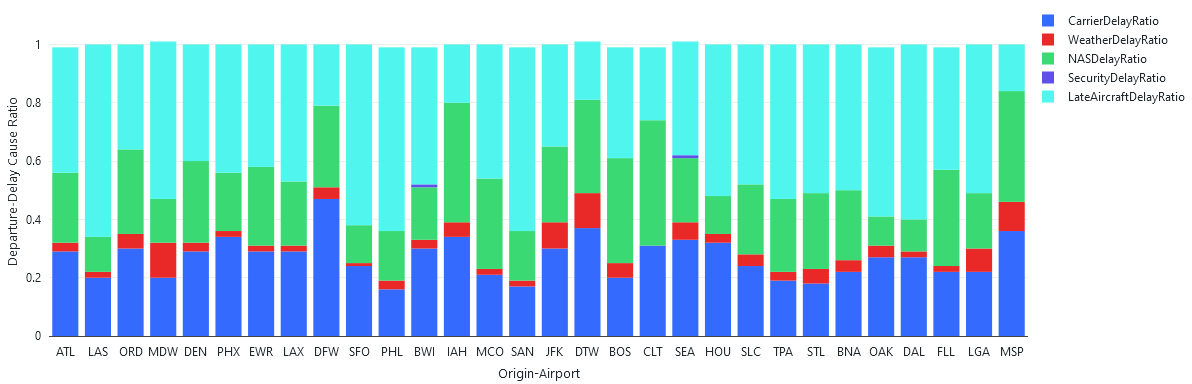 CarrierDelayRatio
WeatherDelayRatio
NASDelayRatio
SecurityDelayRatio
LateAircraftDelayRatio
Departure-Delay Cause Ratio
1
0.8
0.6
0.4
0.2
0
ATL LAS ORD MDW DEN PHX EWR LAX DFW SFO PHL BWI IAH MCO SAN JFK DTW BOS CLT SEA HOU SLC TPA STL BNA OAK DAL FLL LGA MSP
Origin-Airport